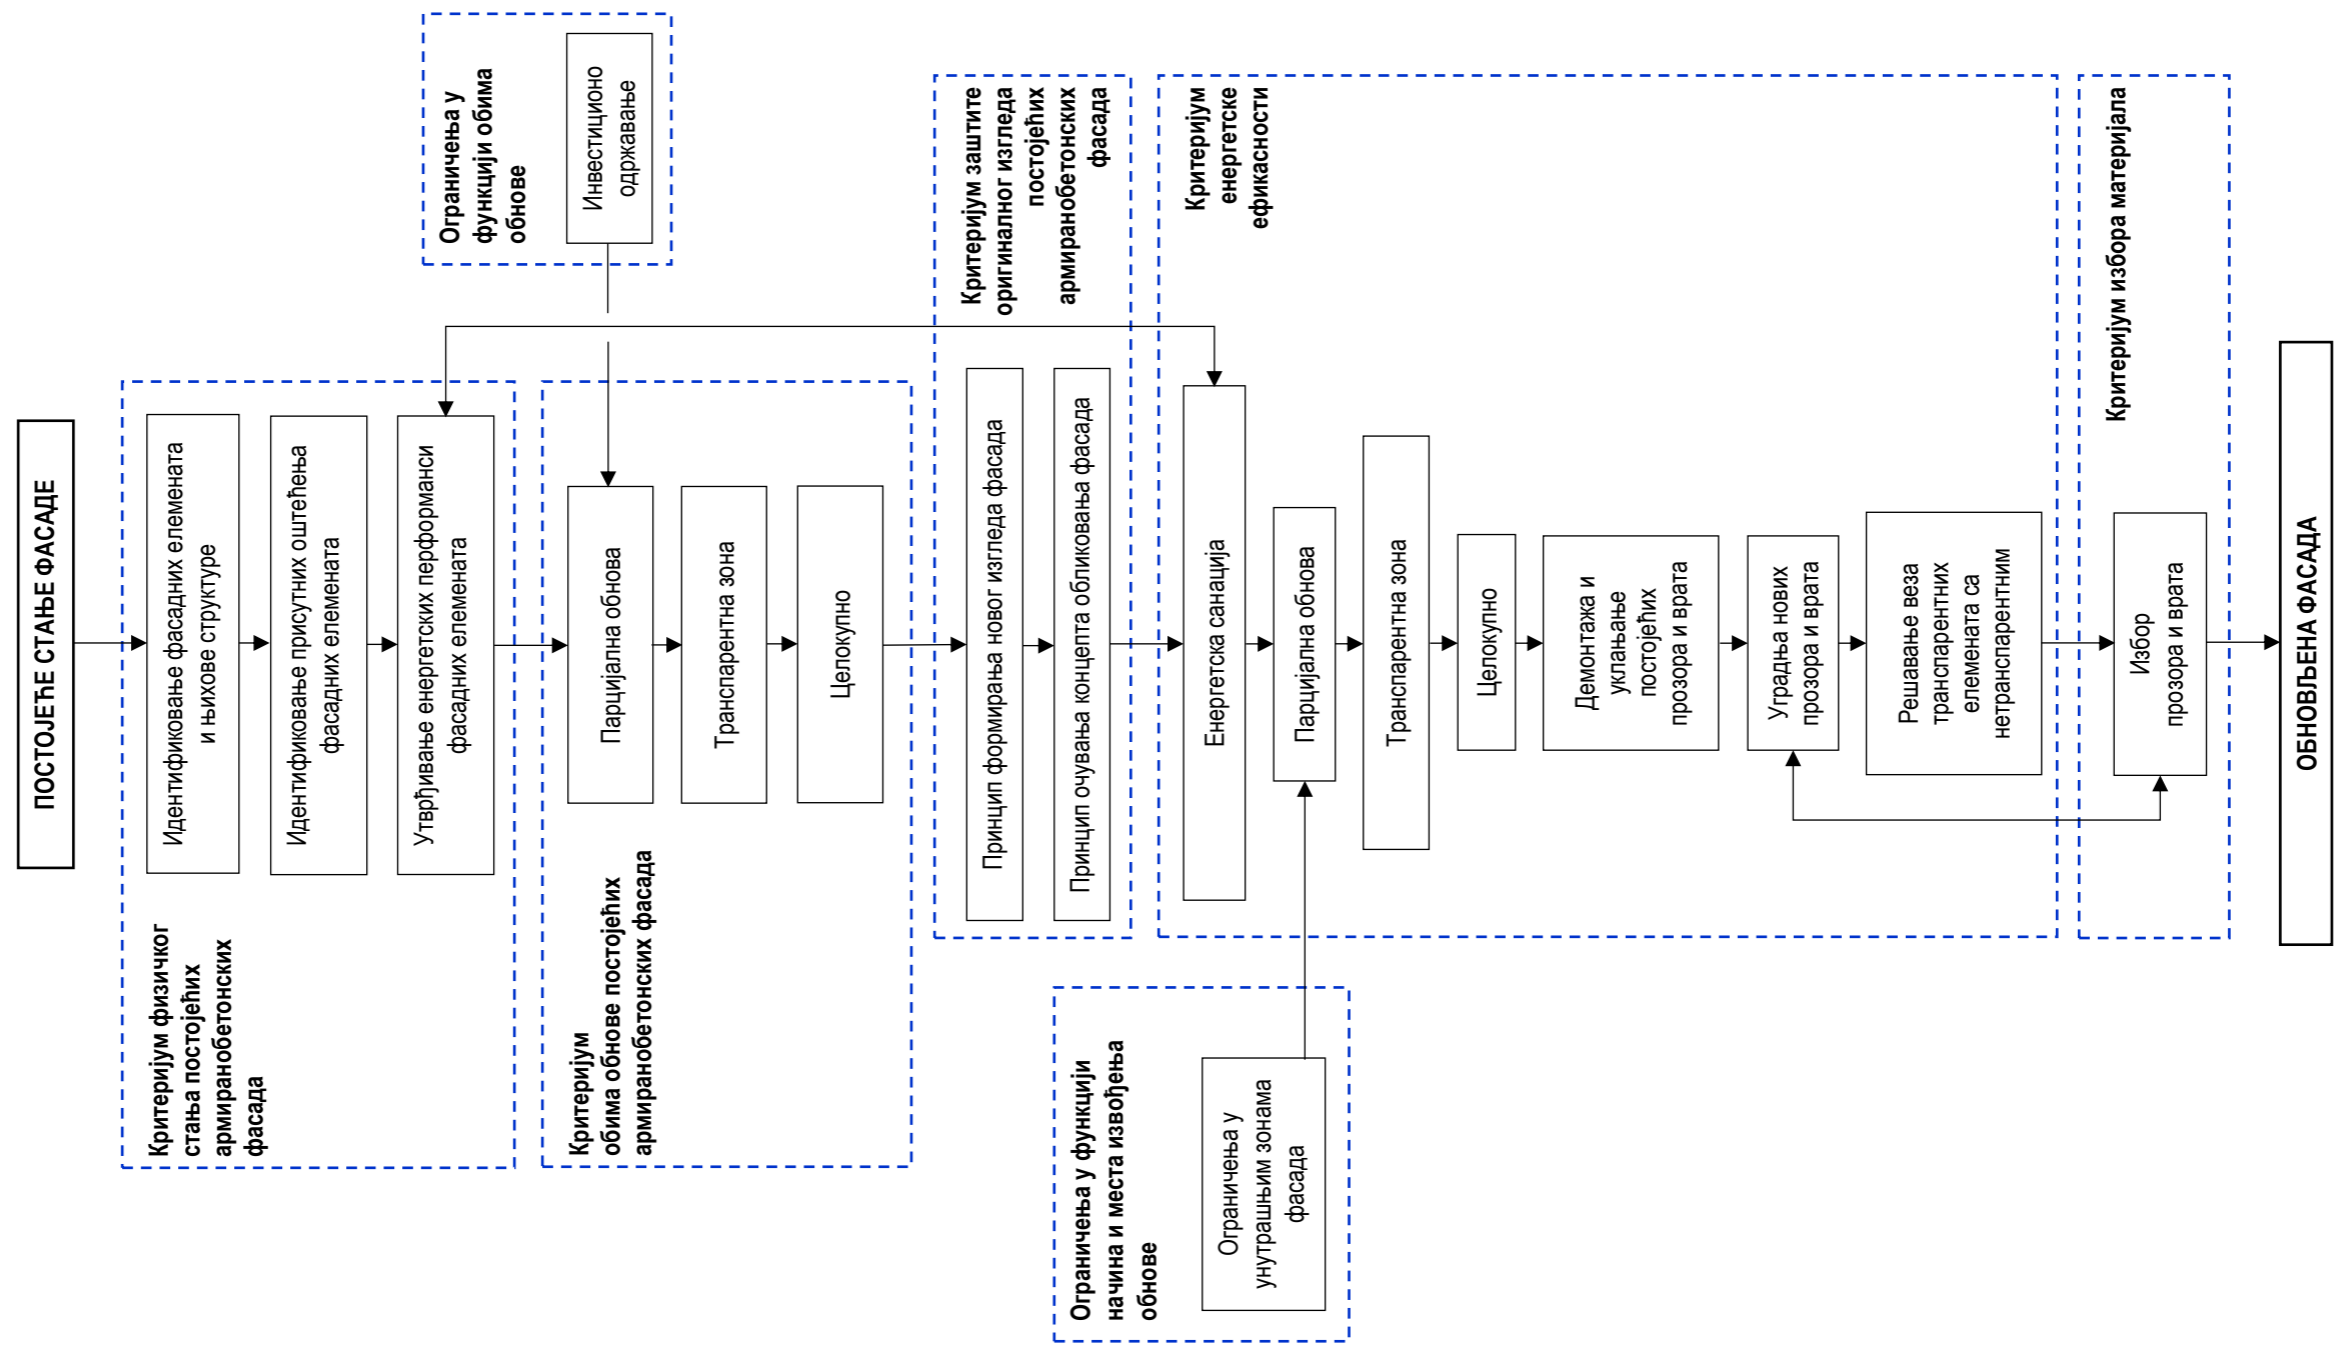 ПОСТОЈЕЋЕ СТАЊЕ ФАСАДЕ
Критеријум физичког
стања постојећих
армиранобетонских
фасада
Идентификовање фасадних елемената
и њихове структуре
Идентификовање присутних оштећења
фасадних елемената
Утврђивање енергетских перформанси
фасадних елемената
Ограничења у
функцији обима
обнове
Инвестиционо
одржавање
Критеријум
обима обнове постојећих
армиранобетонских фасада
Парцијална обнова
Транспарентна зона
Целокупно
Критеријум заштите
оригиналног изгледа
постојећих
армиранобетонских
фасада
Принцип формирања новог изгледа фасада
Принцип очувања концепта обликовања фасада
Критеријум
енергетске
ефикасности
Енергетска санација
Парцијална обнова
Транспарентна зона
Целокупно
Демонтажа и
уклањање
постојећих
прозора и врата
Уградња нових
прозора и врата
Решавање веза
транспарентних
елемената са
нетранспарентним
Ограничења у функцији
начина и места извођења
обнове
Ограничења у
унутрашњим зонама
фасада
Критеријум избора материјала
Избор
прозора и врата
ОБНОВЉЕНА ФАСАДА